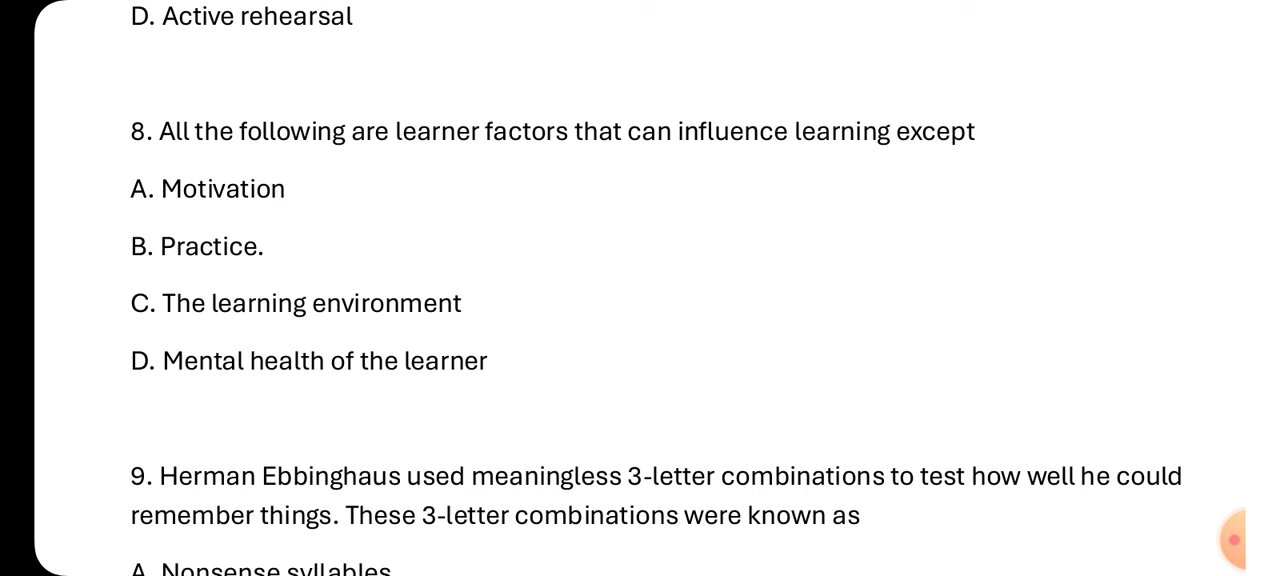 D. Active rehearsal
8. All the following are learner factors that can influence learning except
A. Motivation
B. Practice.
C. The learning environment
D. Mental health of the learner
9. Herman Ebbinghaus used meaningless 3-letter combinations to test how well he could
remember things. These 3-letter combinations were known as
A. Nonsense syllables